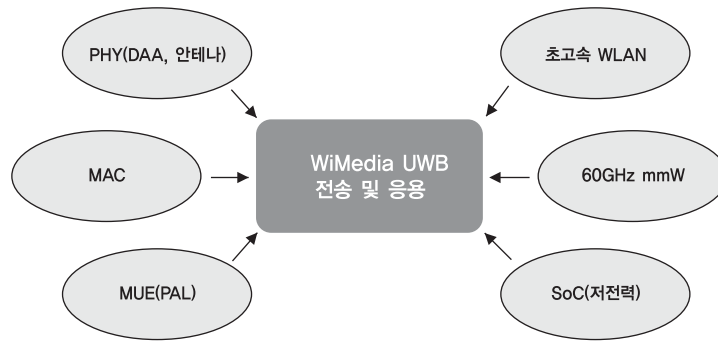 PHY(DAA, 안테나)
초고속 WLAN
WiMedia UWB
전송 및 응용
MAC
60GHz mmW
MUE(PAL)
SoC(저전력)